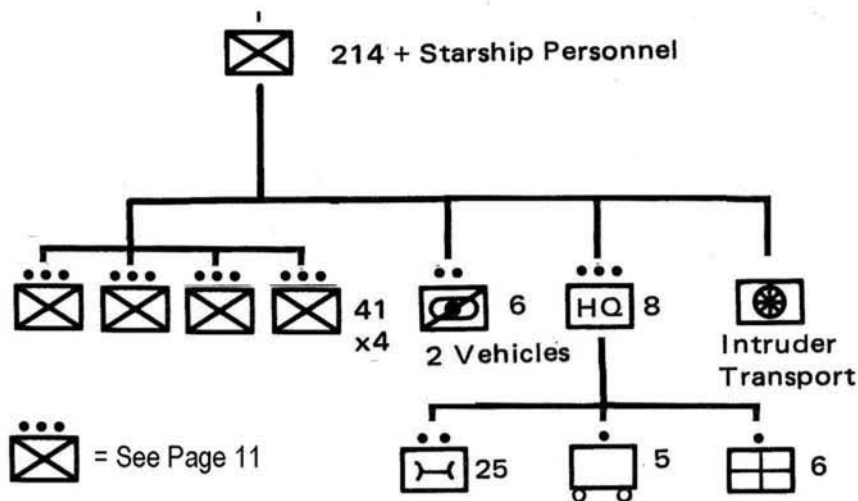 214 + Starship Personnel
41
x4
6
2 Vehicles
HQ 8
Intruder
Transport
= See Page 11
25
5
6